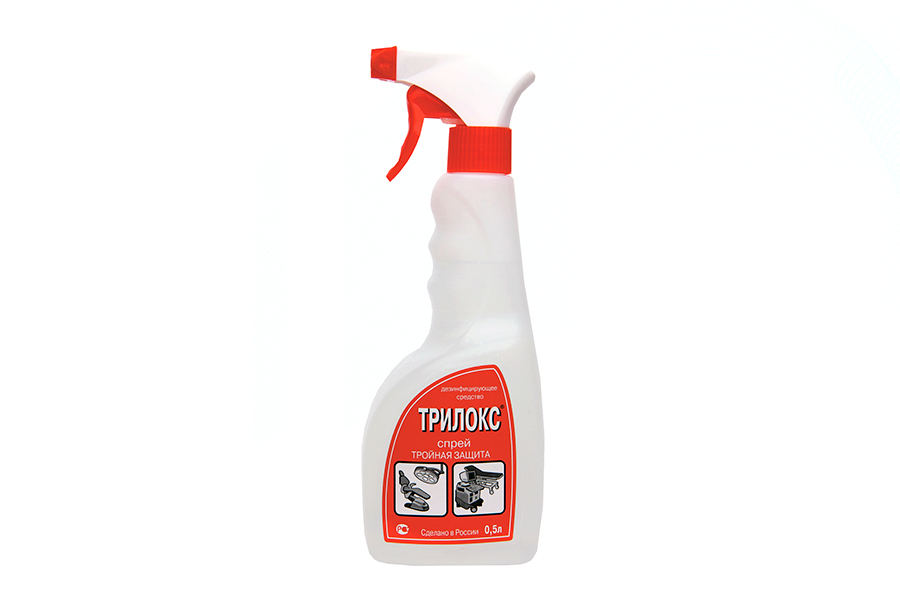 дезинфицирующее
средство
ТРИЛОКС®
спрей
ТРОЙНАЯ ЗАЩИТА
Сделано в России 0,5л